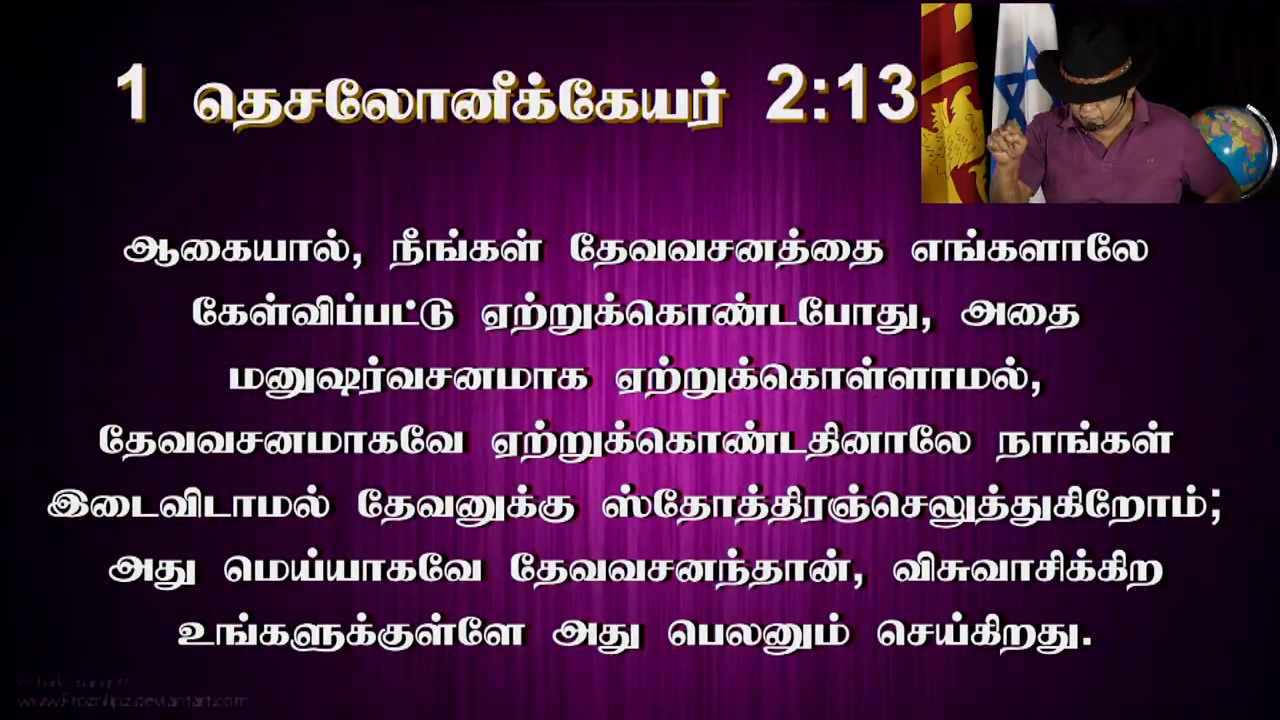 1 தெசலோனீக்கேயர் 2:13
ஆகையால், நீங்கள் தேவவசனத்தை எங்களாலே
கேள்விப்பட்டு ஏற்றுக்கொண்டபோது, அதை
மனுஷர்வசனமாக ஏற்றுக்கொள்ளாமல்,
தேவவசனமாகவே ஏற்றுக்கொண்டதினாலே நாங்கள்
இடைவிடாமல் தேவனுக்கு ஸ்தோத்திரஞ்செலுத்துகிறோம்;
அது மெய்யாகவே தேவவசனந்தான், விசுவாசிக்கிற
உங்களுக்குள்ளே அது பெலனும் செய்கிறது.